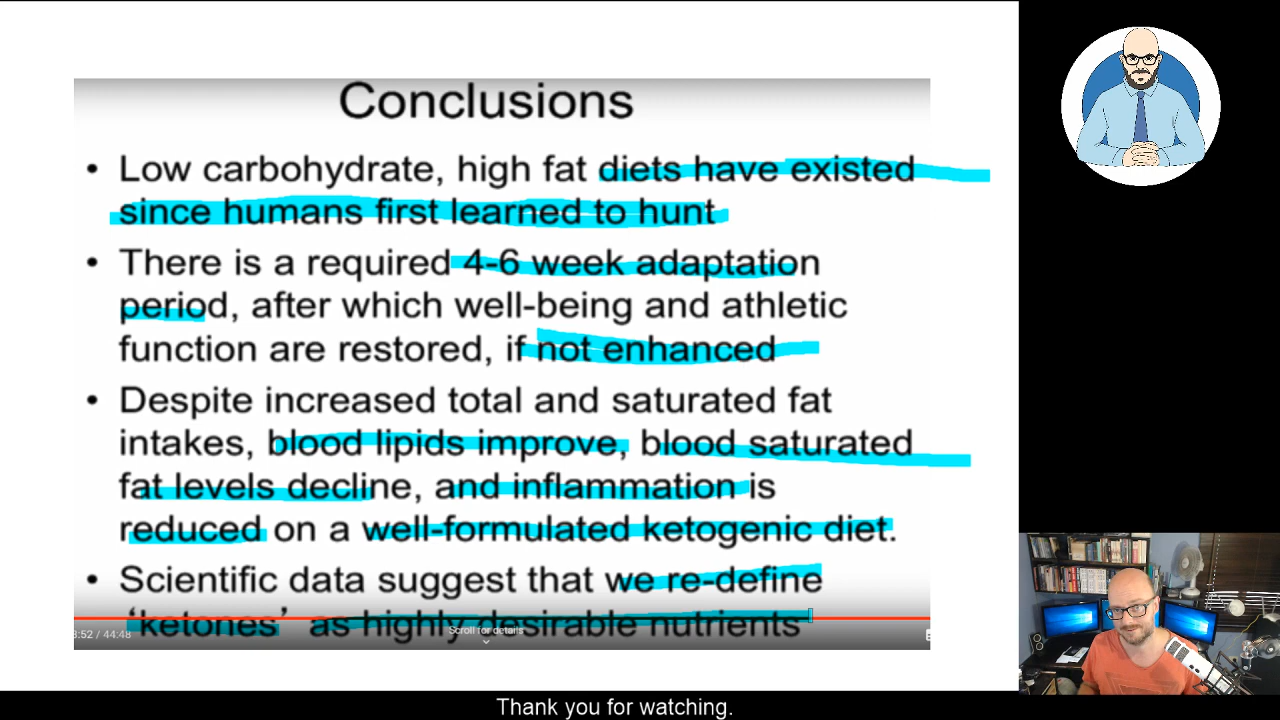 Conclusions
• Low carbohydrate, high fat diets have existed
since humans first learned to hunt
• There is a required 4-6 week adaptation
period, after which well-being and athletic
function are restored, if not enhanced
• Despite increased total and saturated fat
intakes, blood lipids improve, blood saturated
fat levels decline, and inflammation is
reduced on a well-formulated ketogenic diet.
• Scientific data suggest that we re-define
‘ketones’ as highly desirable nutrients
3:52 / 44:48
Scroll for details
Thank you for watching.